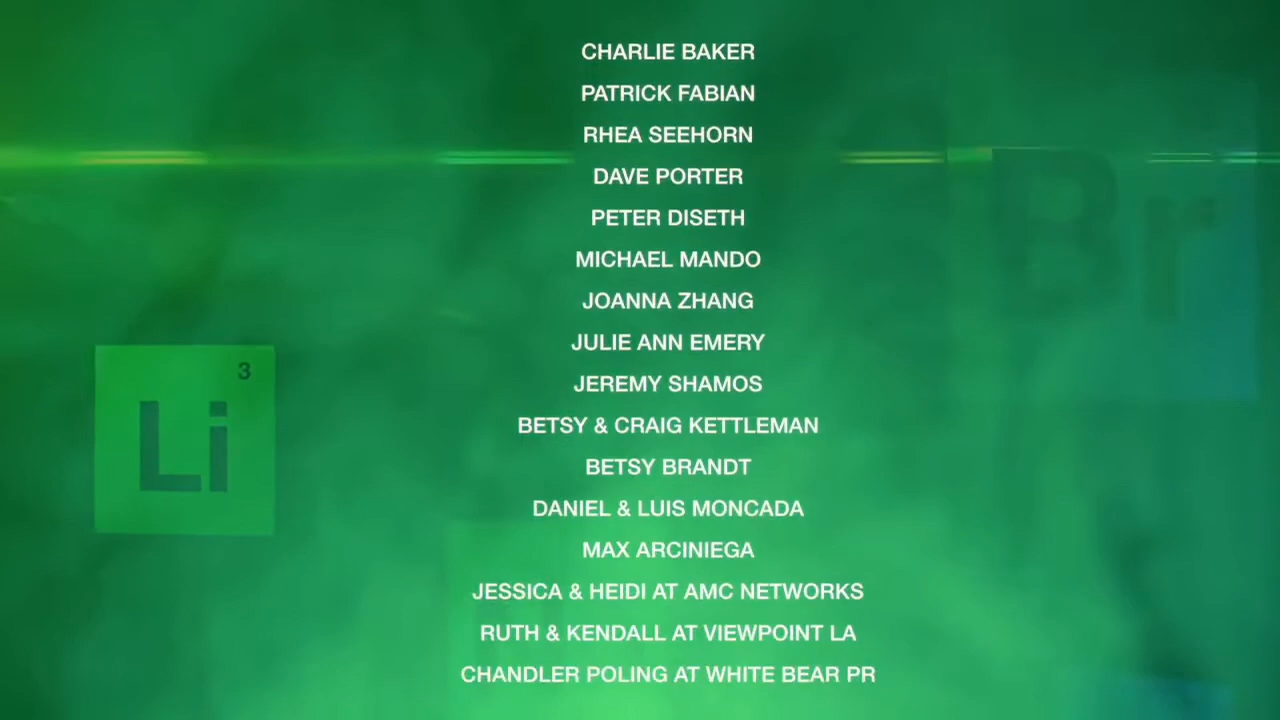 CHARLIE BAKER
PATRICK FABIAN
RHEA SEEHORN
DAVE PORTER
PETER DISETH
MICHAEL MANDO
JOANNA ZHANG
JULIE ANN EMERY
JEREMY SHAMOS
BETSY & CRAIG KETTLEMAN
BETSY BRANDT
DANIEL & LUIS MONCADA
MAX ARCINIEGA
JESSICA & HEIDI AT AMC NETWORKS
RUTH & KENDALL AT VIEWPOINT LA
CHANDLER POLING AT WHITE BEAR PR
3
Li
Br